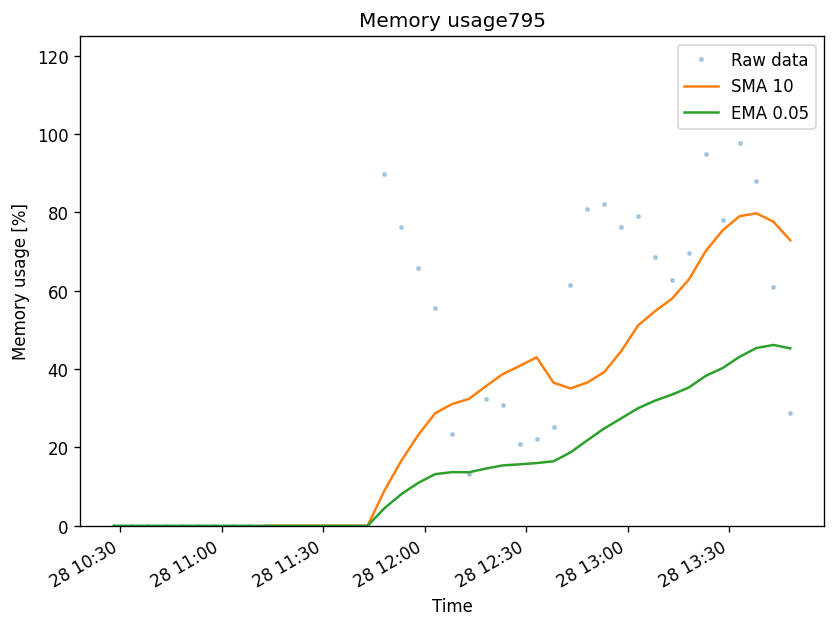 Memory usage795
Raw data
SMA 10
EMA 0.05
Memory usage [%]
120
100
80
60
40
20
0
28 10:30
28 11:00
28 11:30
28 12:00
28 12:30
28 13:00
28 13:30
Time